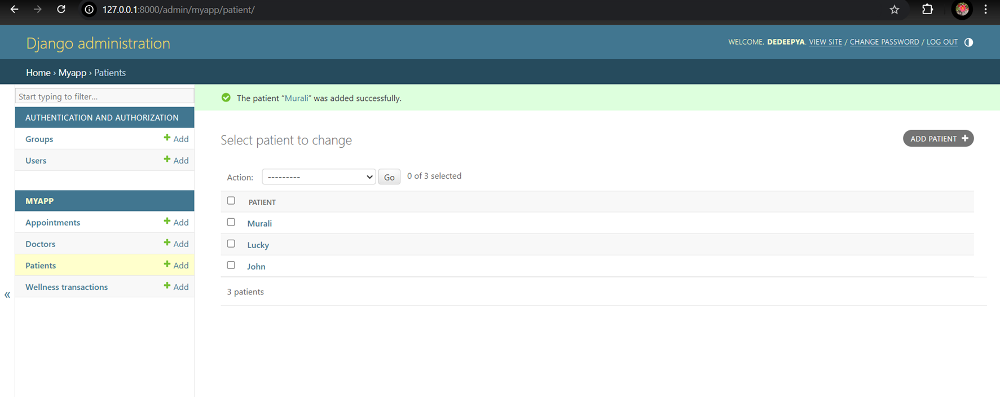 127.0.0.1:8000/admin/myapp/patient/
Django administration
WELCOME, DEDEEPYA. VIEW SITE / CHANGE PASSWORD / LOG OUT
Home › Myapp › Patients
Start typing to filter...
The patient “Murali” was added successfully.
AUTHENTICATION AND AUTHORIZATION
Groups Add
Users Add
Select patient to change
ADD PATIENT +
Action: --------- Go 0 of 3 selected
MYAPP
PATIENT
Appointments Add
Murali
Doctors Add
Lucky
Patients Add
John
Wellness transactions Add
3 patients
«